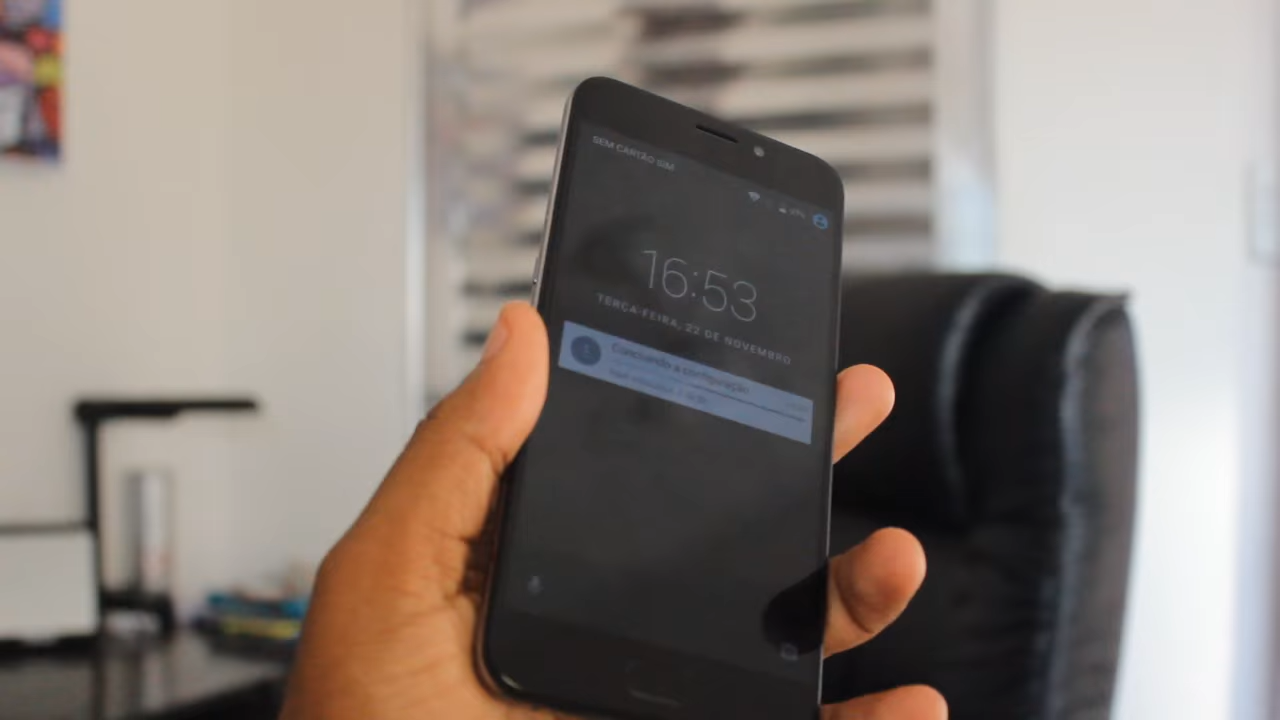 SEM CARTÃO SIM
16:53
TERÇA-FEIRA, 22 DE NOVEMBRO
Concluindo a configuração